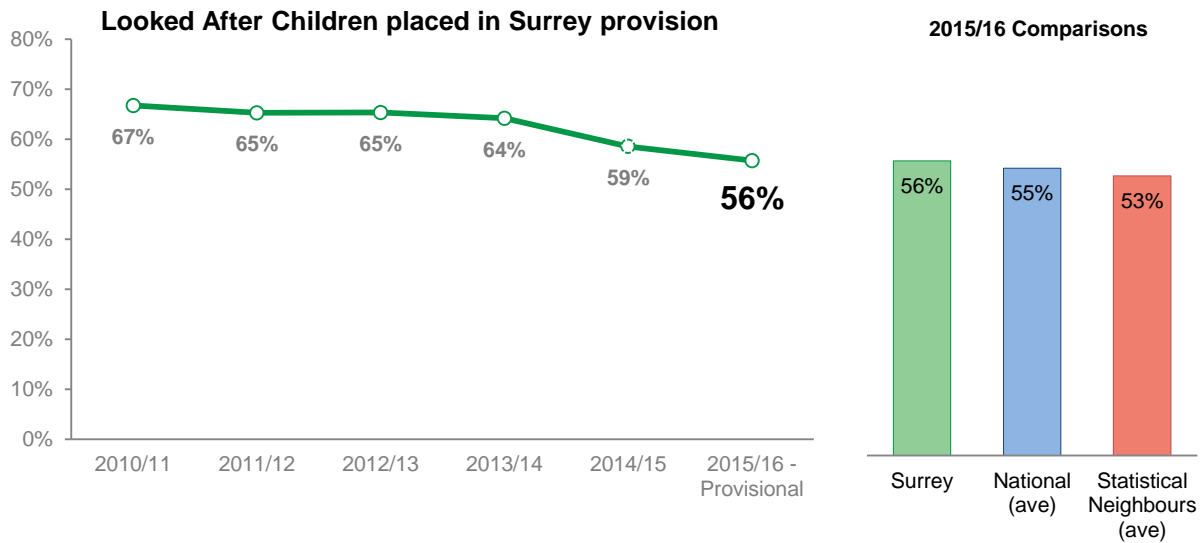 Looked After Children placed in Surrey provision
80%
70%
60%
50%
40%
30%
20%
10%
0%
67%
65%
65%
64%
59%
56%
2010/11
2011/12
2012/13
2013/14
2014/15
2015/16 -
Provisional
2015/16 Comparisons
56%
55%
53%
Surrey
National
(ave)
Statistical
Neighbours
(ave)